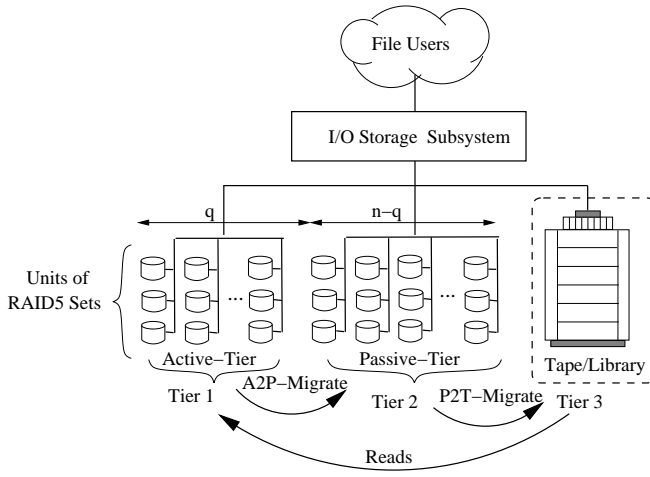 File Users
I/O Storage Subsystem
q
n−q
Units of
RAID5 Sets
...
...
Active−Tier
Passive−Tier
Tape/Library
Tier 1
A2P−Migrate
Tier 2
P2T−Migrate
Tier 3
Reads